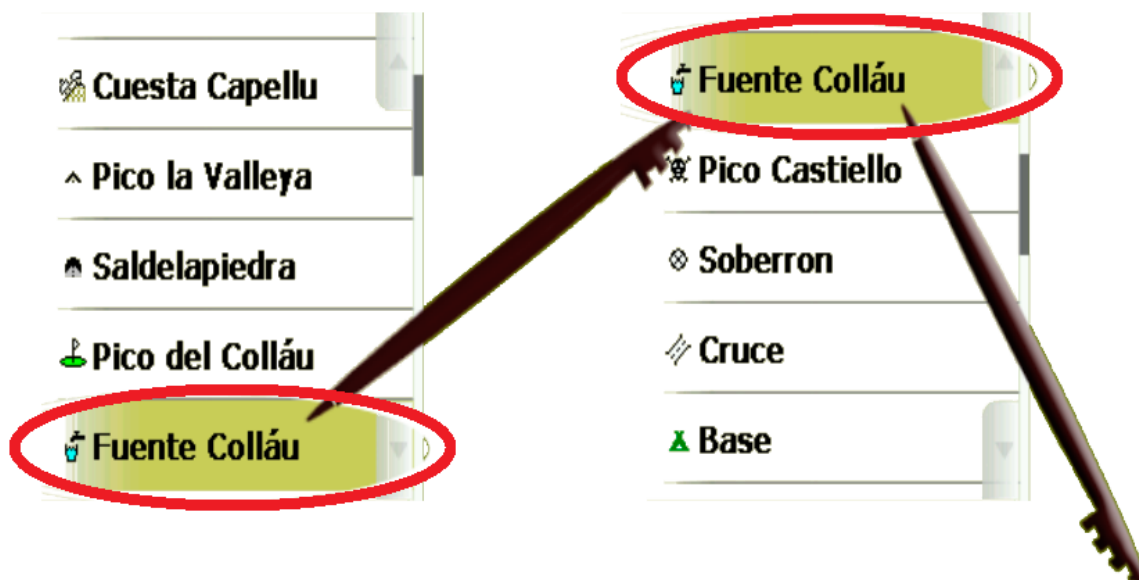 Cuesta Capellu
Pico la Valleya
Saldelapiedra
Pico del Colláu
Fuente Colláu
Fuente Colláu
Pico Castiello
Soberron
Cruce
Base